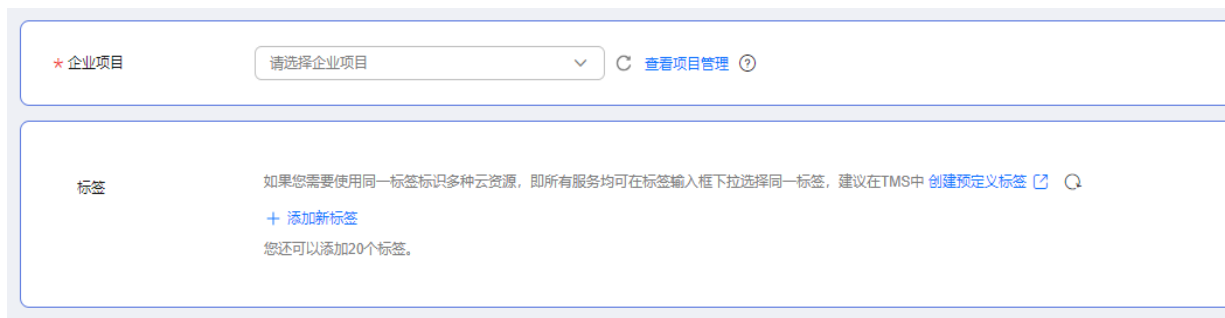 * 企业项目 请选择企业项目 查看项目管理 ?
标签 如果您需要使用同一标签标识多种云资源，即所有服务均可在标签输入框下拉选择同一标签，建议在TMS中 创建预定义标签
+ 添加新标签
您还可以添加20个标签。